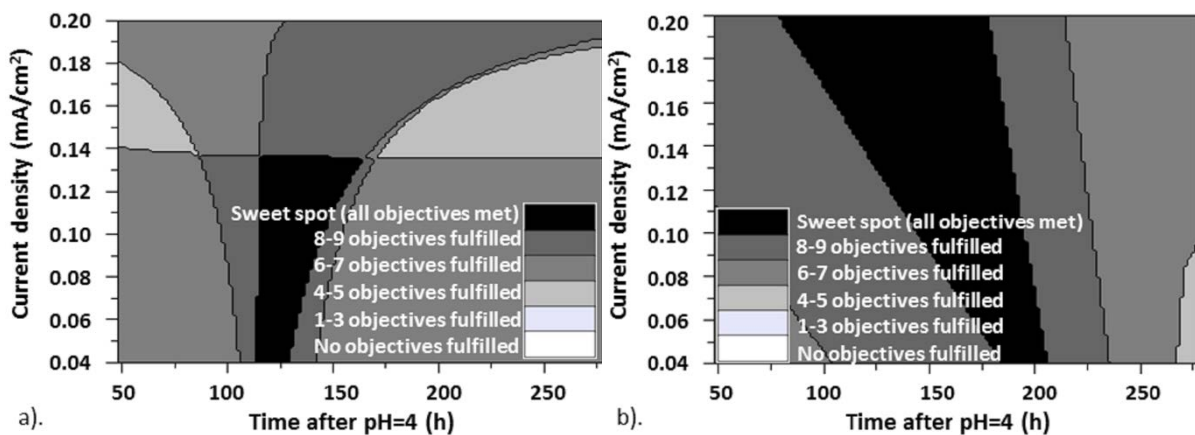 Current density (mA/cm²)
0.20
0.18
0.16
0.14
0.12
0.10
0.08
0.06
0.04
Sweet spot (all objectives met)
8-9 objectives fulfilled
6-7 objectives fulfilled
4-5 objectives fulfilled
1-3 objectives fulfilled
No objectives fulfilled
50 100 150 200 250
a). Time after pH=4 (h)
Current density (mA/cm²)
0.20
0.18
0.16
0.14
0.12
0.10
0.08
0.06
0.04
Sweet spot (all objectives met)
8-9 objectives fulfilled
6-7 objectives fulfilled
4-5 objectives fulfilled
1-3 objectives fulfilled
No objectives fulfilled
50 100 150 200 250
b). Time after pH=4 (h)